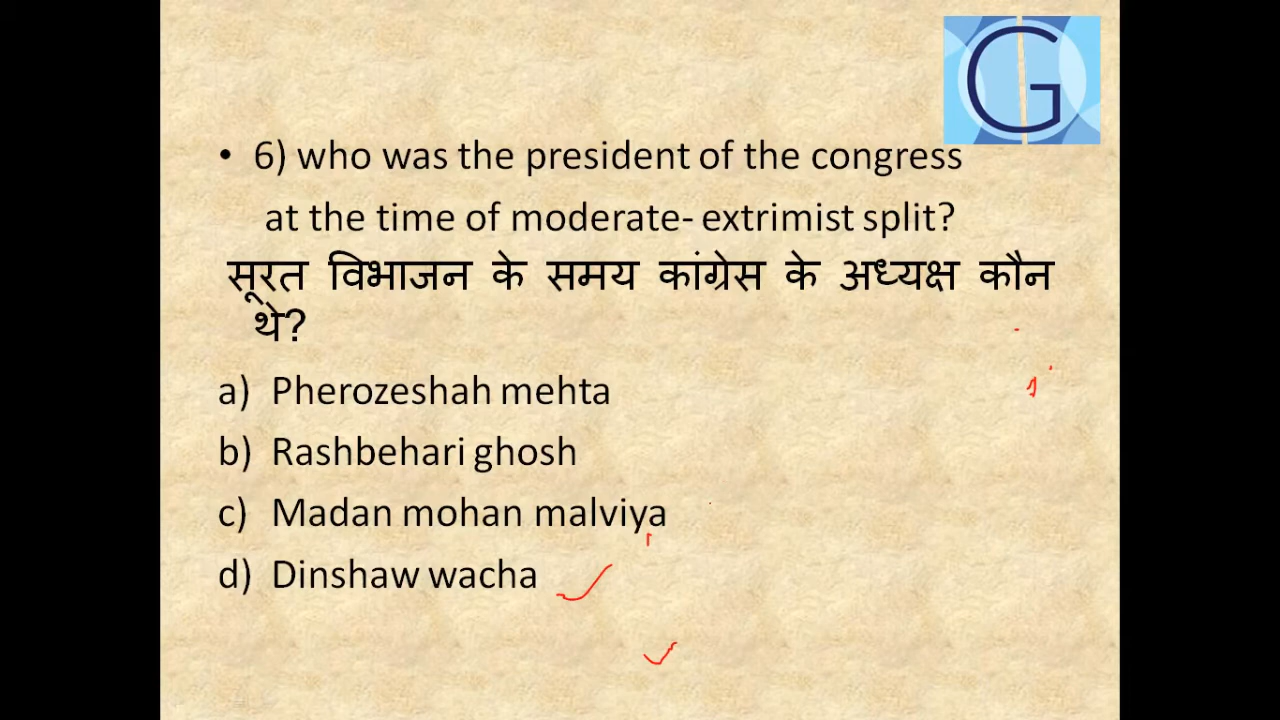 G
• 6) who was the president of the congress
at the time of moderate- extrimist split?
सूरत विभाजन के समय कांग्रेस के अध्यक्ष कौन
थे?
a) Pherozeshah mehta
b) Rashbehari ghosh
c) Madan mohan malviya
d) Dinshaw wacha